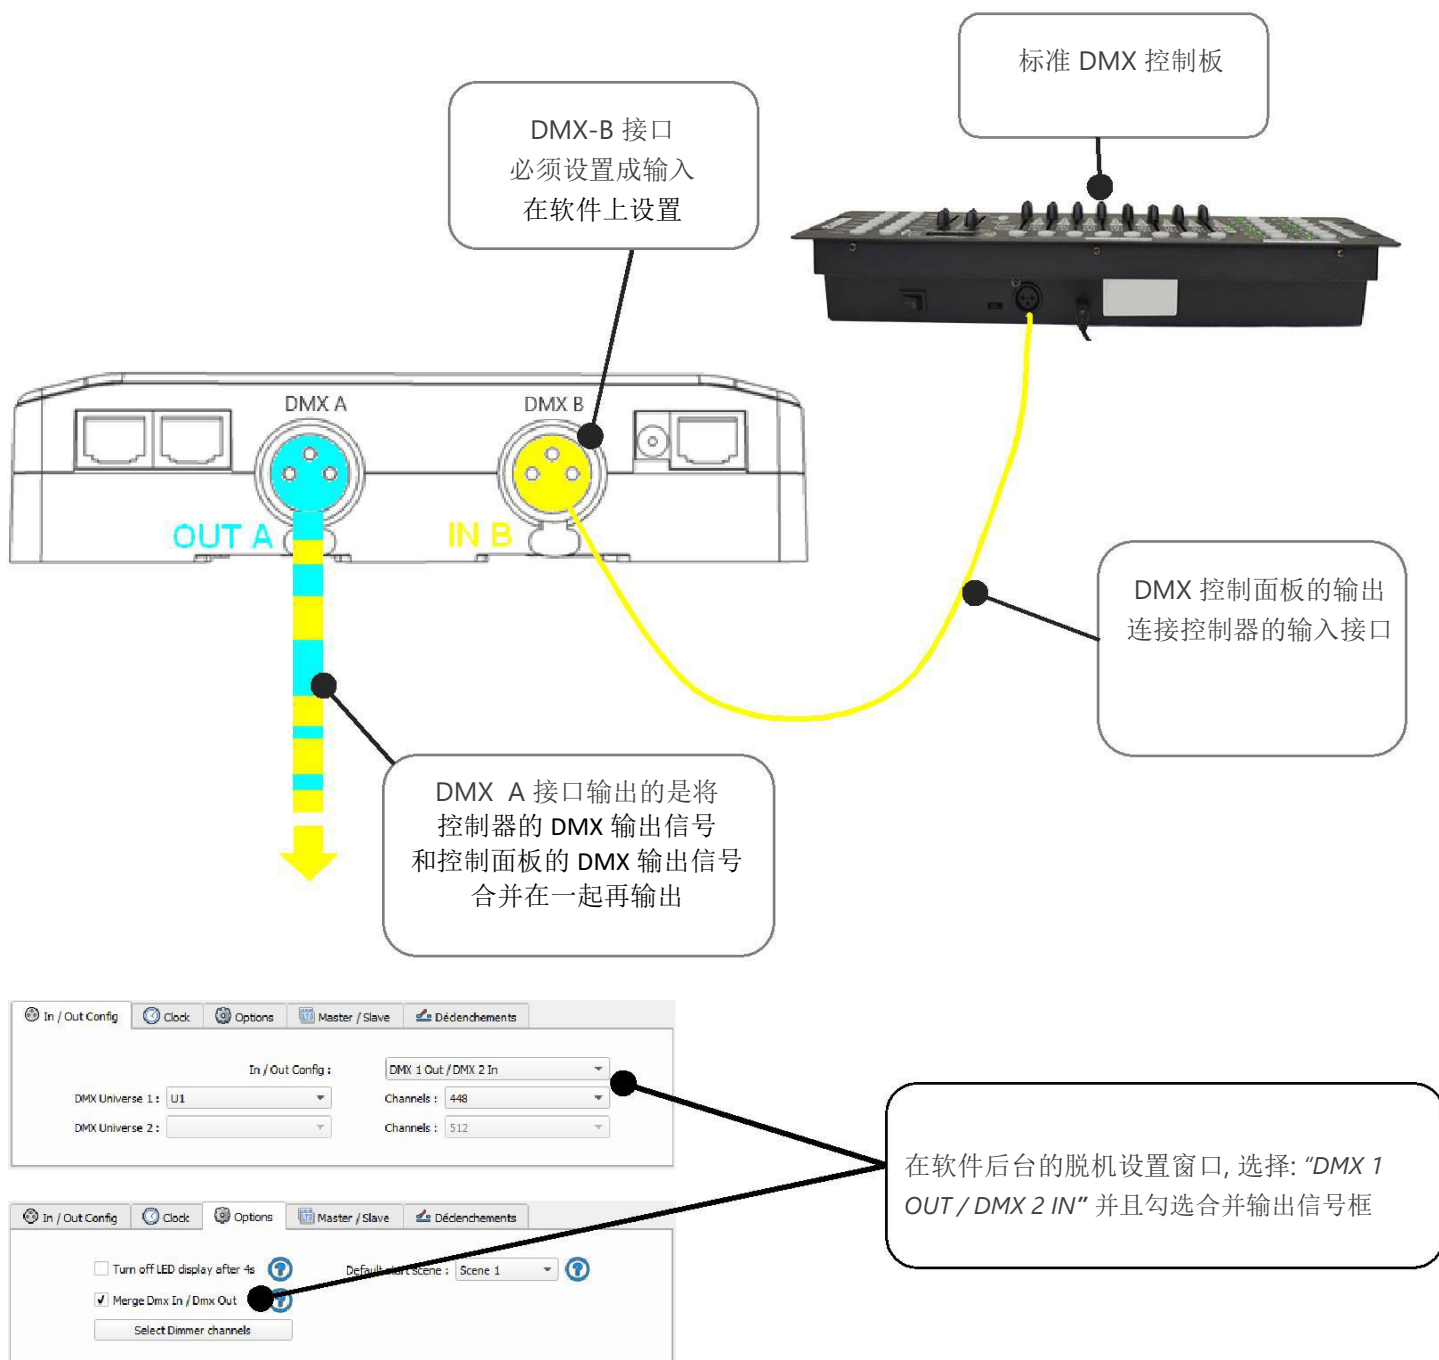 标准 DMX 控制板
DMX-B 接口
必须设置成输入
在软件上设置
DMX A
DMX B
OUT A
IN B
DMX 控制面板的输出
连接控制器的输入接口
DMX A 接口输出的是将
控制器的 DMX 输出信号
和控制面板的 DMX 输出信号
合并在一起再输出
In / Out Config
Clock
Options
Master / Slave
Déclenchements
In / Out Config :
DMX 1 Out / DMX 2 In
DMX Universe 1 : U1
Channels : 448
DMX Universe 2 :
Channels : 512
在软件后台的脱机设置窗口, 选择: “DMX 1
OUT / DMX 2 IN” 并且勾选合并输出信号框
In / Out Config
Clock
Options
Master / Slave
Déclenchements
Turn off LED display after 4s ?
Default start scene : Scene 1 ?
Merge Dmx In / Dmx Out ?
Select Dimmer channels